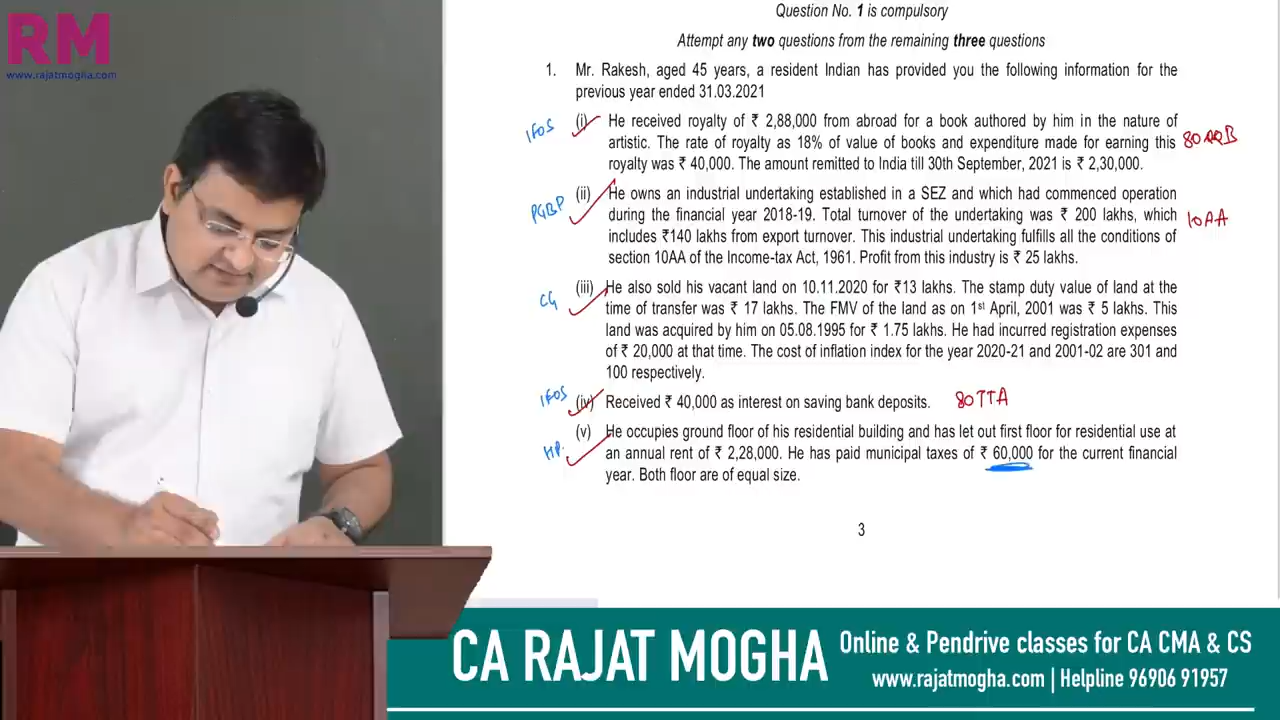 RM
www.rajatmogha.com
Question No. 1 is compulsory
Attempt any two questions from the remaining three questions
1. Mr. Rakesh, aged 45 years, a resident Indian has provided you the following information for the
previous year ended 31.03.2021
IFOS (i) He received royalty of ₹ 2,88,000 from abroad for a book authored by him in the nature of
artistic. The rate of royalty as 18% of value of books and expenditure made for earning this 80QQB
royalty was ₹ 40,000. The amount remitted to India till 30th September, 2021 is ₹ 2,30,000.
PGBP (ii) He owns an industrial undertaking established in a SEZ and which had commenced operation
during the financial year 2018-19. Total turnover of the undertaking was ₹ 200 lakhs, which 10AA
includes ₹140 lakhs from export turnover. This industrial undertaking fulfills all the conditions of
section 10AA of the Income-tax Act, 1961. Profit from this industry is ₹ 25 lakhs.
CG (iii) He also sold his vacant land on 10.11.2020 for ₹13 lakhs. The stamp duty value of land at the
time of transfer was ₹ 17 lakhs. The FMV of the land as on 1st April, 2001 was ₹ 5 lakhs. This
land was acquired by him on 05.08.1995 for ₹ 1.75 lakhs. He had incurred registration expenses
of ₹ 20,000 at that time. The cost of inflation index for the year 2020-21 and 2001-02 are 301 and
100 respectively.
IFOS (iv) Received ₹ 40,000 as interest on saving bank deposits. 80TTA
HP. (v) He occupies ground floor of his residential building and has let out first floor for residential use at
an annual rent of ₹ 2,28,000. He has paid municipal taxes of ₹ 60,000 for the current financial
year. Both floor are of equal size.
3
CA RAJAT MOGHA
Online & Pendrive classes for CA CMA & CS
www.rajatmogha.com | Helpline 96906 91957